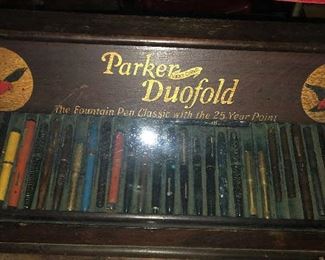 Parker
Duofold
The Fountain Pen Classic with the 25 Year Point